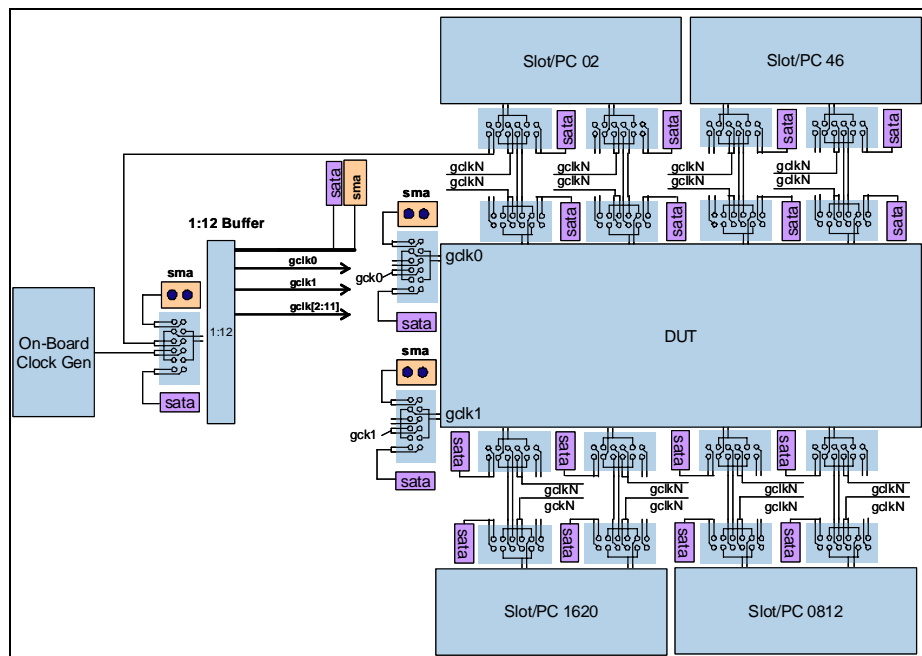 Slot/PC 02
Slot/PC 46
sata
sata
sata
sata
gclkN
gclkN
gclkN
gclkN
gclkN
gclkN
gclkN
gclkN
sata
sata
sata
sata
sata
sma
sma
1:12 Buffer
gclk0
gclk1
gclk[2:11]
sma
1:12
On-Board
Clock Gen
sata
gck0
gclk0
sata
DUT
sma
gclk1
gck1
sata
sata
sata
sata
sata
gclkN
gclkN
gclkN
gclkN
gckN
gckN
gclkN
gclkN
sata
sata
sata
sata
Slot/PC 1620
Slot/PC 0812